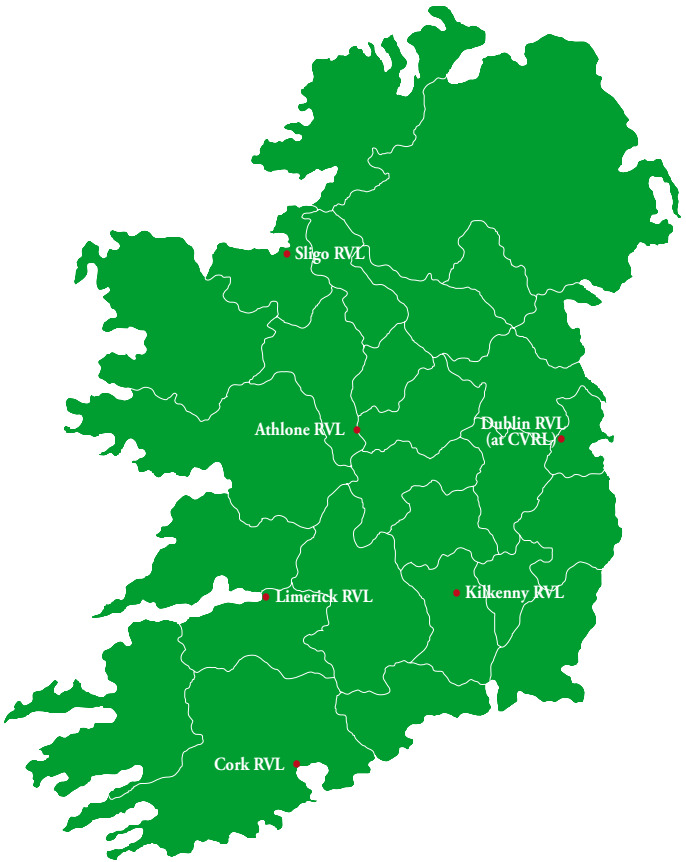 Sligo RVL
Athlone RVL
Dublin RVL
(at CVRL)
Limerick RVL
Kilkenny RVL
Cork RVL